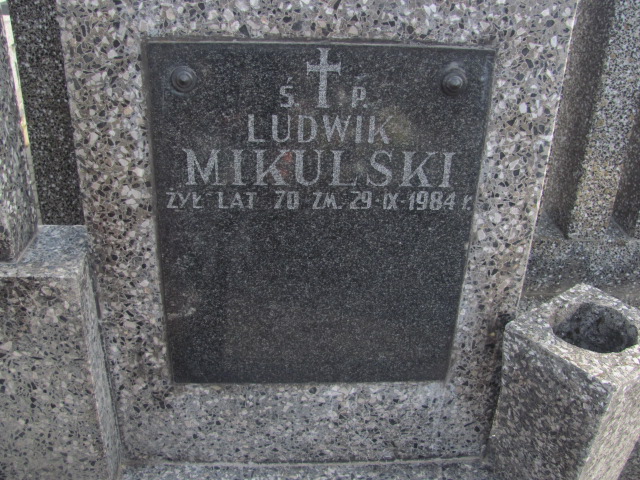 Ś. P.
LUDWIK
MIKULSKI
ŻYŁ LAT 70 ZM. 29-IX-1984 r.